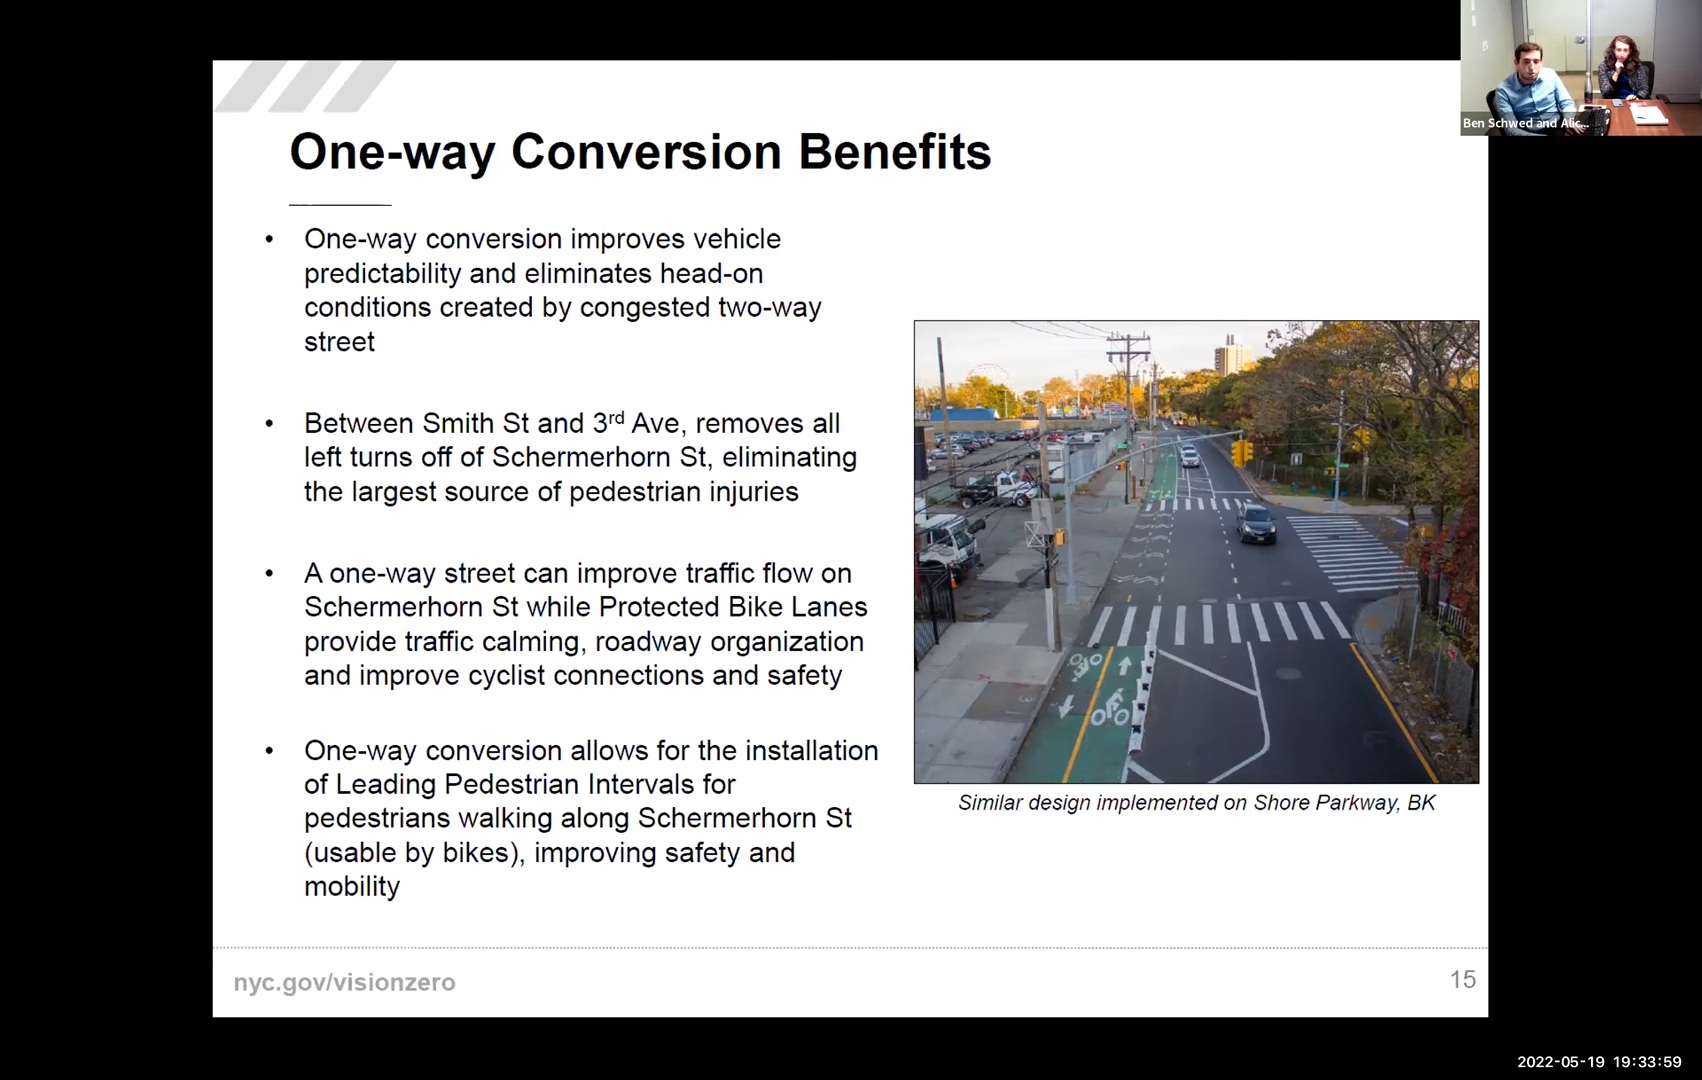 Ben Schwed and Alic...
One-way Conversion Benefits
• One-way conversion improves vehicle
predictability and eliminates head-on
conditions created by congested two-way
street
• Between Smith St and 3rd Ave, removes all
left turns off of Schermerhorn St, eliminating
the largest source of pedestrian injuries
• A one-way street can improve traffic flow on
Schermerhorn St while Protected Bike Lanes
provide traffic calming, roadway organization
and improve cyclist connections and safety
• One-way conversion allows for the installation
of Leading Pedestrian Intervals for
pedestrians walking along Schermerhorn St
(usable by bikes), improving safety and
mobility
Similar design implemented on Shore Parkway, BK
nyc.gov/visionzero
15
2022-05-19 19:33:59